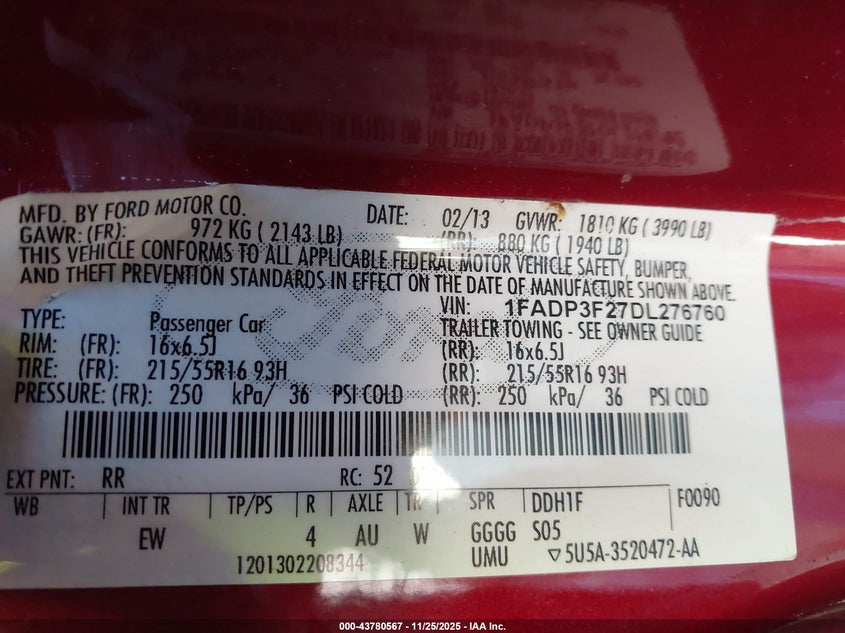 MFD. BY FORD MOTOR CO. DATE: 02/13 GVWR: 1810 KG ( 3990 LB)
GAWR: (FR): 972 KG ( 2143 LB) (RR): 880 KG ( 1940 LB)
THIS VEHICLE CONFORMS TO ALL APPLICABLE FEDERAL MOTOR VEHICLE SAFETY, BUMPER,
AND THEFT PREVENTION STANDARDS IN EFFECT ON THE DATE OF MANUFACTURE SHOWN ABOVE.
VIN: 1FADP3F27DL276760
TYPE: Passenger Car TRAILER TOWING - SEE OWNER GUIDE
RIM: (FR): 16x6.5J (RR): 16x6.5J
TIRE: (FR): 215/55R16 93H (RR): 215/55R16 93H
PRESSURE: (FR): 250 kPa/ 36 PSI COLD (RR): 250 kPa/ 36 PSI COLD
EXT PNT: RR RC: 52
WB INT TR TP/PS R AXLE TR SPR DDH1F F0090
EW 4 AU W GGGG S05
1201302208344 UMU ▽5U5A-3520472-AA
000-43780567 - 11/25/2025 - IAA Inc.